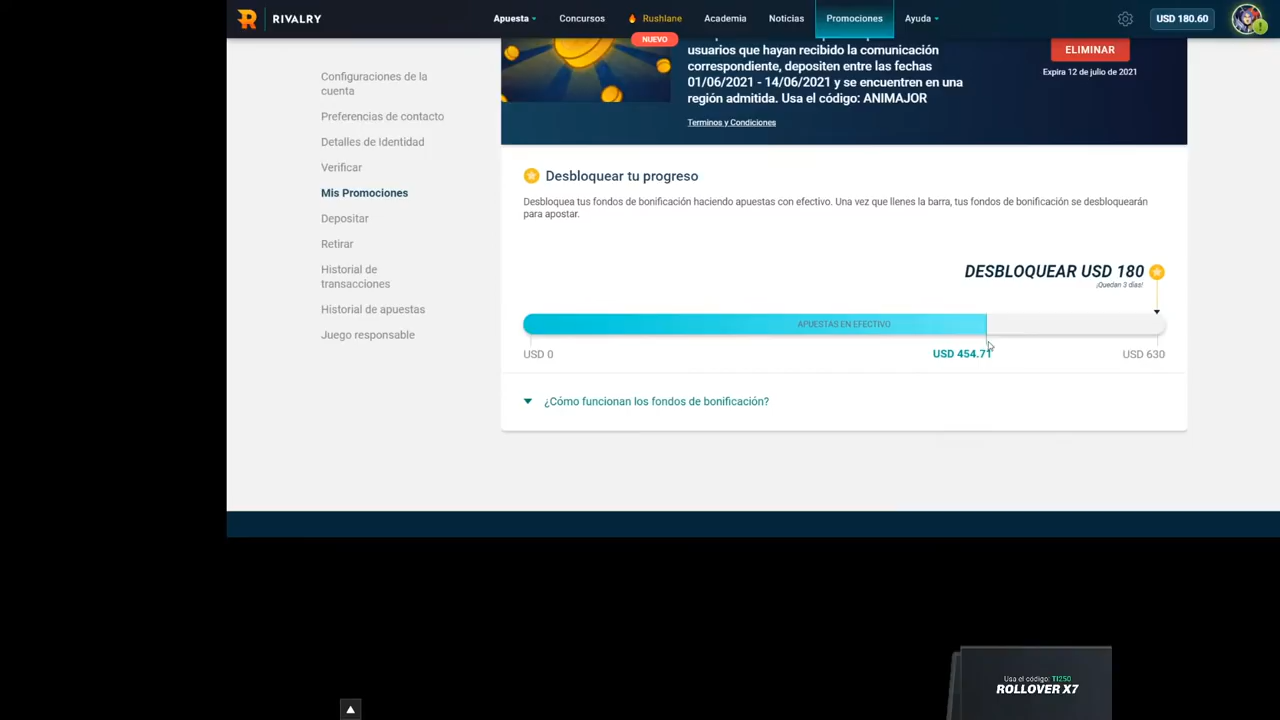 RIVALRY
Apuesta
Concursos
Rushlane
NUEVO
Academia
Noticias
Promociones
Ayuda
USD 180.60
Configuraciones de la
cuenta
Preferencias de contacto
Detalles de Identidad
Verificar
Mis Promociones
Depositar
Retirar
Historial de
transacciones
Historial de apuestas
Juego responsable
usuarios que hayan recibido la comunicación
correspondiente, depositen entre las fechas
01/06/2021 - 14/06/2021 y se encuentren en una
región admitida. Usa el código: ANIMAJOR
Terminos y Condiciones
ELIMINAR
Expira 12 de julio de 2021
Desbloquear tu progreso
Desbloquea tus fondos de bonificación haciendo apuestas con efectivo. Una vez que llenes la barra, tus fondos de bonificación se desbloquearán
para apostar.
DESBLOQUEAR USD 180
¡Quedan 3 días!
APUESTAS EN EFECTIVO
USD 0
USD 454.71
USD 630
¿Cómo funcionan los fondos de bonificación?
Usa el código: TI250
ROLLOVER X7